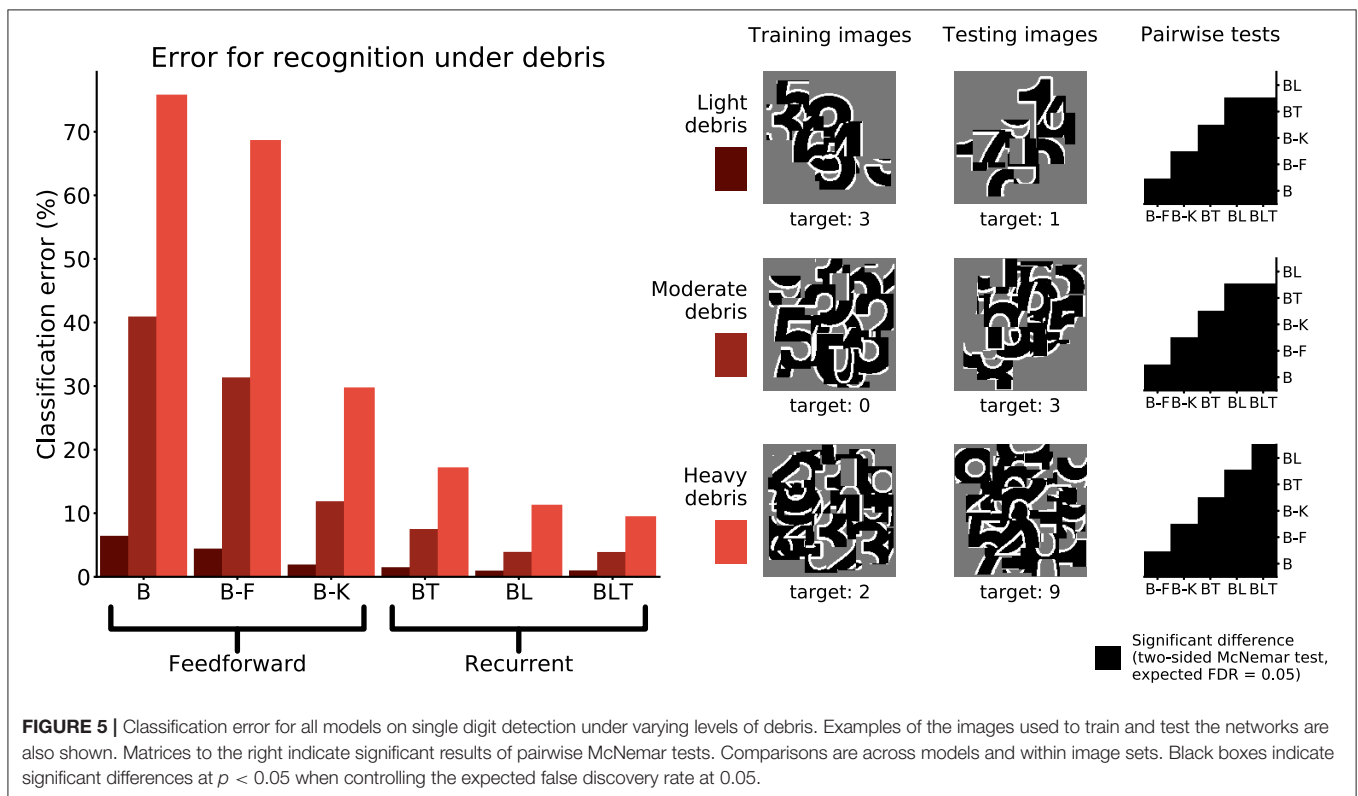 Error for recognition under debris
Classification error (%)
70
60
50
40
30
20
10
0
B
B-F
B-K
BT
BL
BLT
Feedforward
Recurrent
Training images
Testing images
Pairwise tests
Light
debris
target: 3
target: 1
BL
BT
B-K
B-F
B
B-F B-K BT BL BLT
Moderate
debris
target: 0
target: 3
BL
BT
B-K
B-F
B
B-F B-K BT BL BLT
Heavy
debris
target: 2
target: 9
BL
BT
B-K
B-F
B
B-F B-K BT BL BLT
Significant difference
(two-sided McNemar test,
expected FDR = 0.05)
FIGURE 5 | Classification error for all models on single digit detection under varying levels of debris. Examples of the images used to train and test the networks are
also shown. Matrices to the right indicate significant results of pairwise McNemar tests. Comparisons are across models and within image sets. Black boxes indicate
significant differences at p < 0.05 when controlling the expected false discovery rate at 0.05.